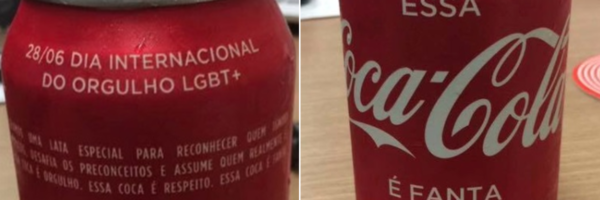 28/06 DIA INTERNACIONAL
DO ORGULHO LGBT+
UMA LATA ESPECIAL PARA RECONHECER QUEM
DESAFIA OS PRECONCEITOS E ASSUME QUEM
É ORGULHO. ESSA COCA É RESPEITO. ESSA COCA É
ESSA
Coca-Cola
É FANTA